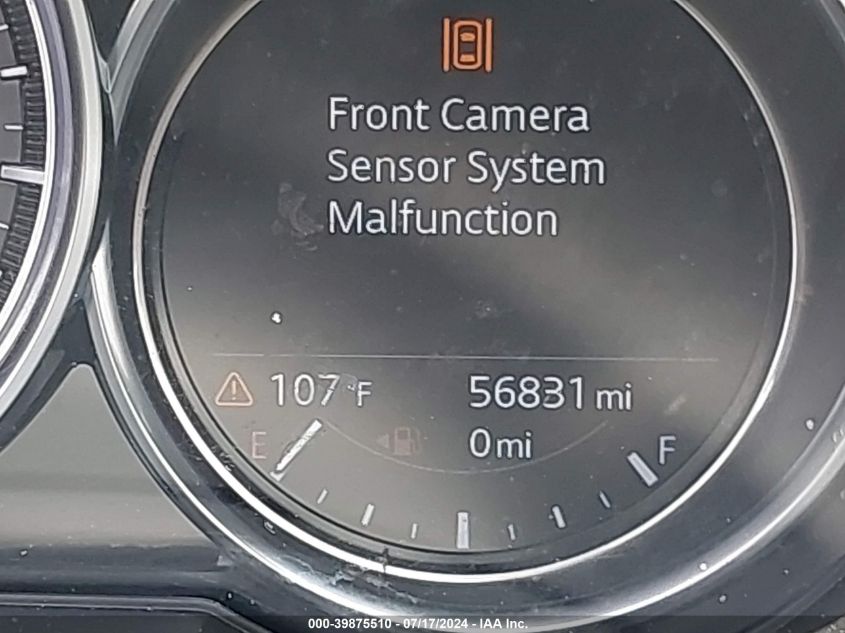 Front Camera
Sensor System
Malfunction
107°F 56831 mi
E 0 mi F
000-39875510 - 07/17/2024 - IAA Inc.